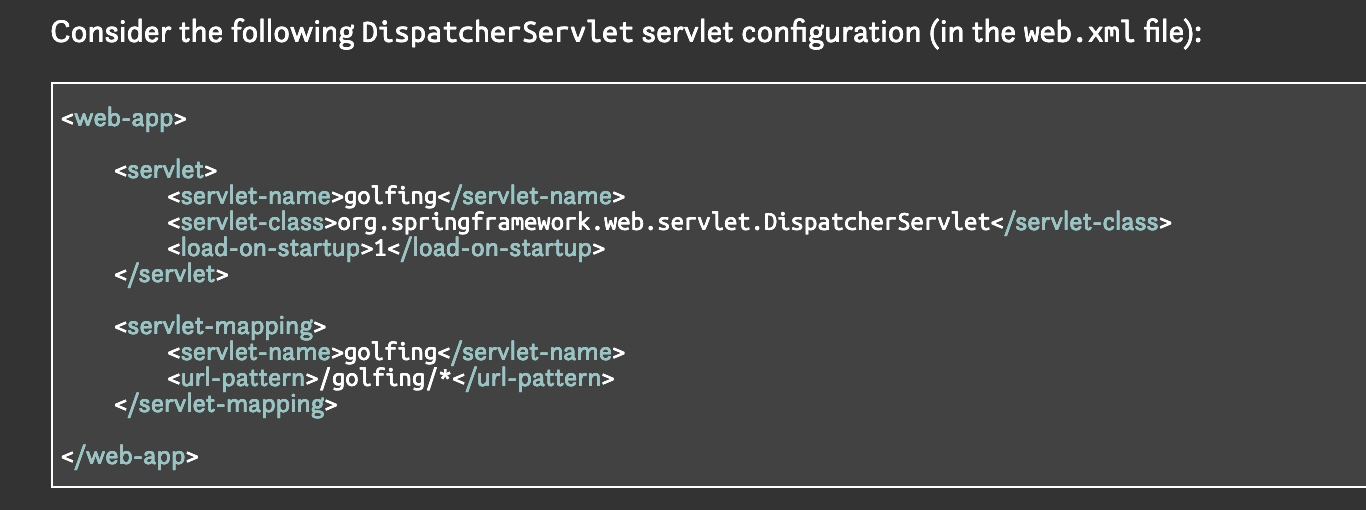 Consider the following DispatcherServlet servlet configuration (in the web.xml file):
<web-app>
<servlet>
<servlet-name>golfing</servlet-name>
<servlet-class>org.springframework.web.servlet.DispatcherServlet</servlet-class>
<load-on-startup>1</load-on-startup>
</servlet>
<servlet-mapping>
<servlet-name>golfing</servlet-name>
<url-pattern>/golfing/*</url-pattern>
</servlet-mapping>
</web-app>